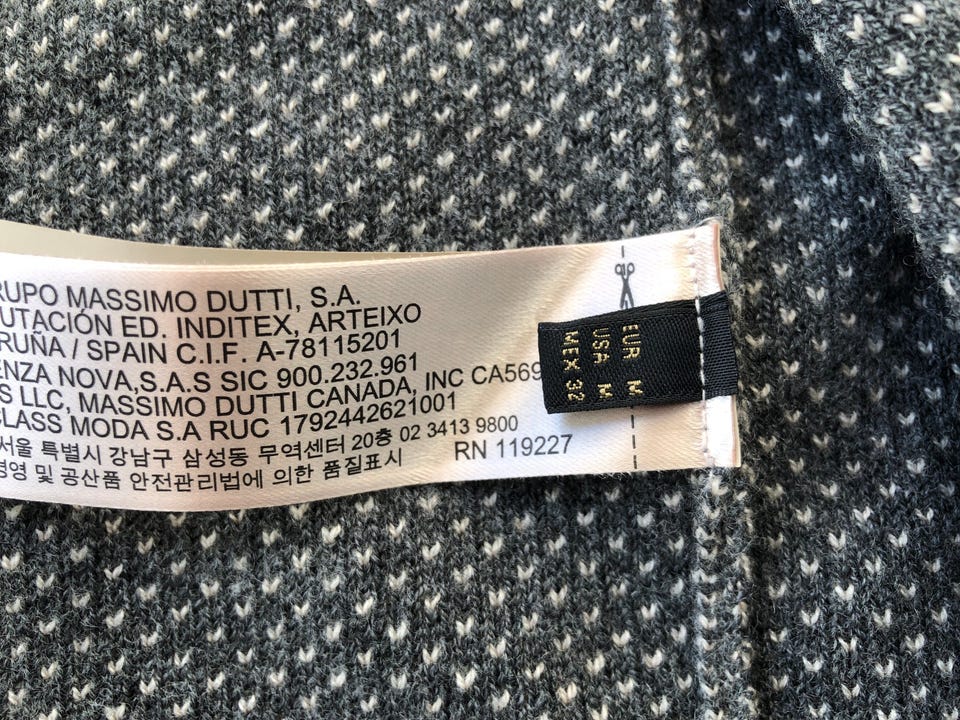 RUPO MASSIMO DUTTI, S.A.
UTACIÓN ED. INDITEX, ARTEIXO
RUÑA / SPAIN C.I.F. A-78115201
ENZA NOVA,S.A.S SIC 900.232.961
S LLC, MASSIMO DUTTI CANADA, INC CA569
CLASS MODA S.A RUC 1792442621001
서울 특별시 강남구 삼성동 무역센터 20층 02 3413 9800
경영 및 공산품 안전관리법에 의한 품질표시
RN 119227
EUR M
USA M
MEX 32